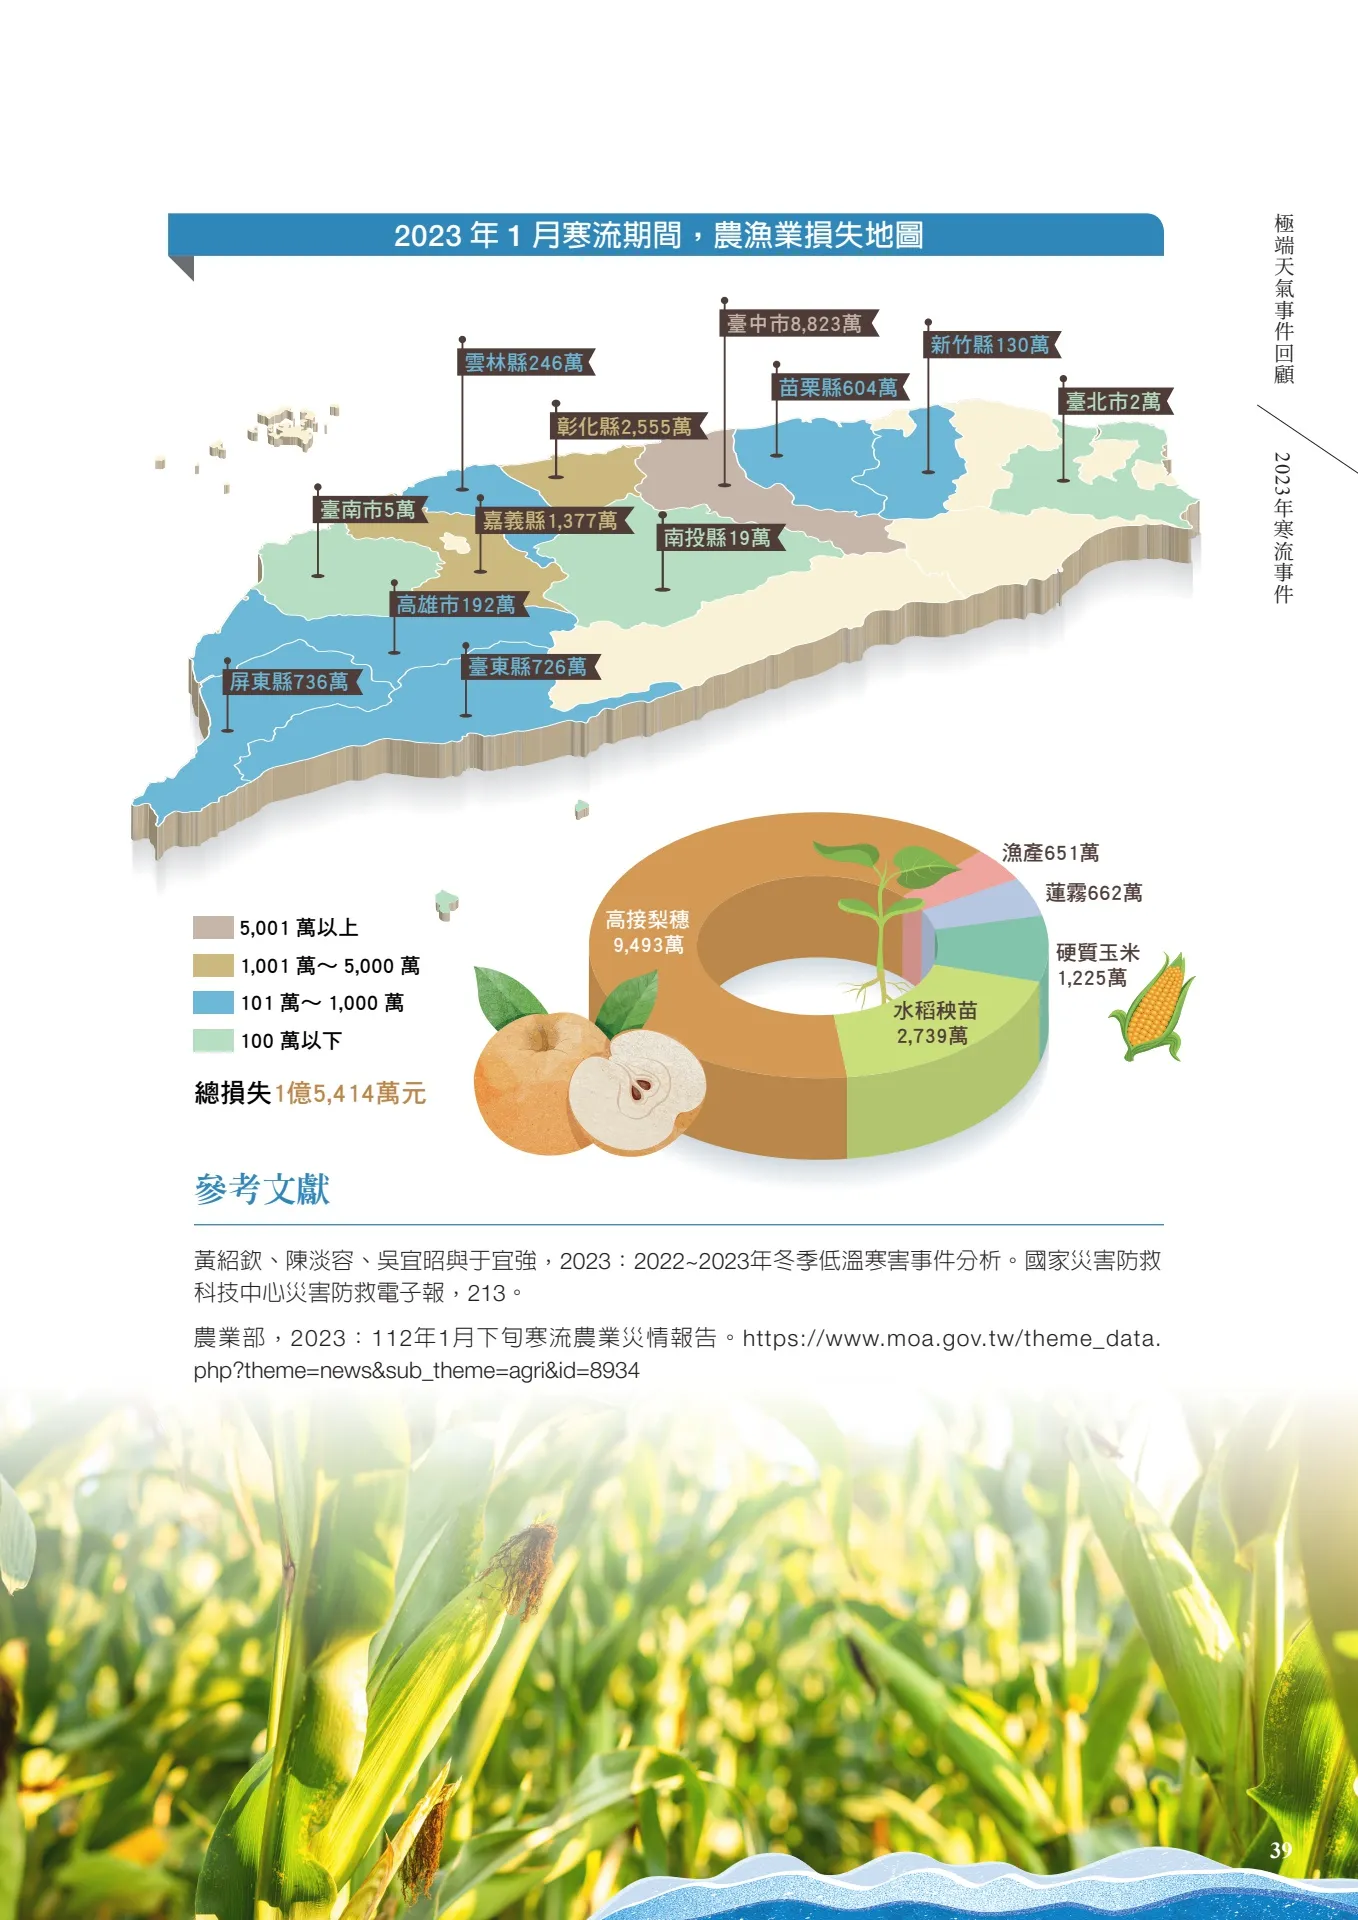 2023 年 1 月寒流期間，農漁業損失地圖
極端天氣事件回顧
2023年寒流事件
臺中市8,823萬
新竹縣130萬
雲林縣246萬
苗栗縣604萬
臺北市2萬
彰化縣2,555萬
臺南市5萬
嘉義縣1,377萬
南投縣19萬
高雄市192萬
臺東縣726萬
屏東縣736萬
漁產651萬
蓮霧662萬
高接梨穗
9,493萬
硬質玉米
1,225萬
水稻秧苗
2,739萬
5,001 萬以上
1,001 萬～ 5,000 萬
101 萬～ 1,000 萬
100 萬以下
總損失1億5,414萬元
參考文獻
黃紹欽、陳淡容、吳宜昭與于宜強，2023：2022~2023年冬季低溫寒害事件分析。國家災害防救
科技中心災害防救電子報，213。
農業部，2023：112年1月下旬寒流農業災情報告。https://www.moa.gov.tw/theme_data.
php?theme=news&sub_theme=agri&id=8934
39